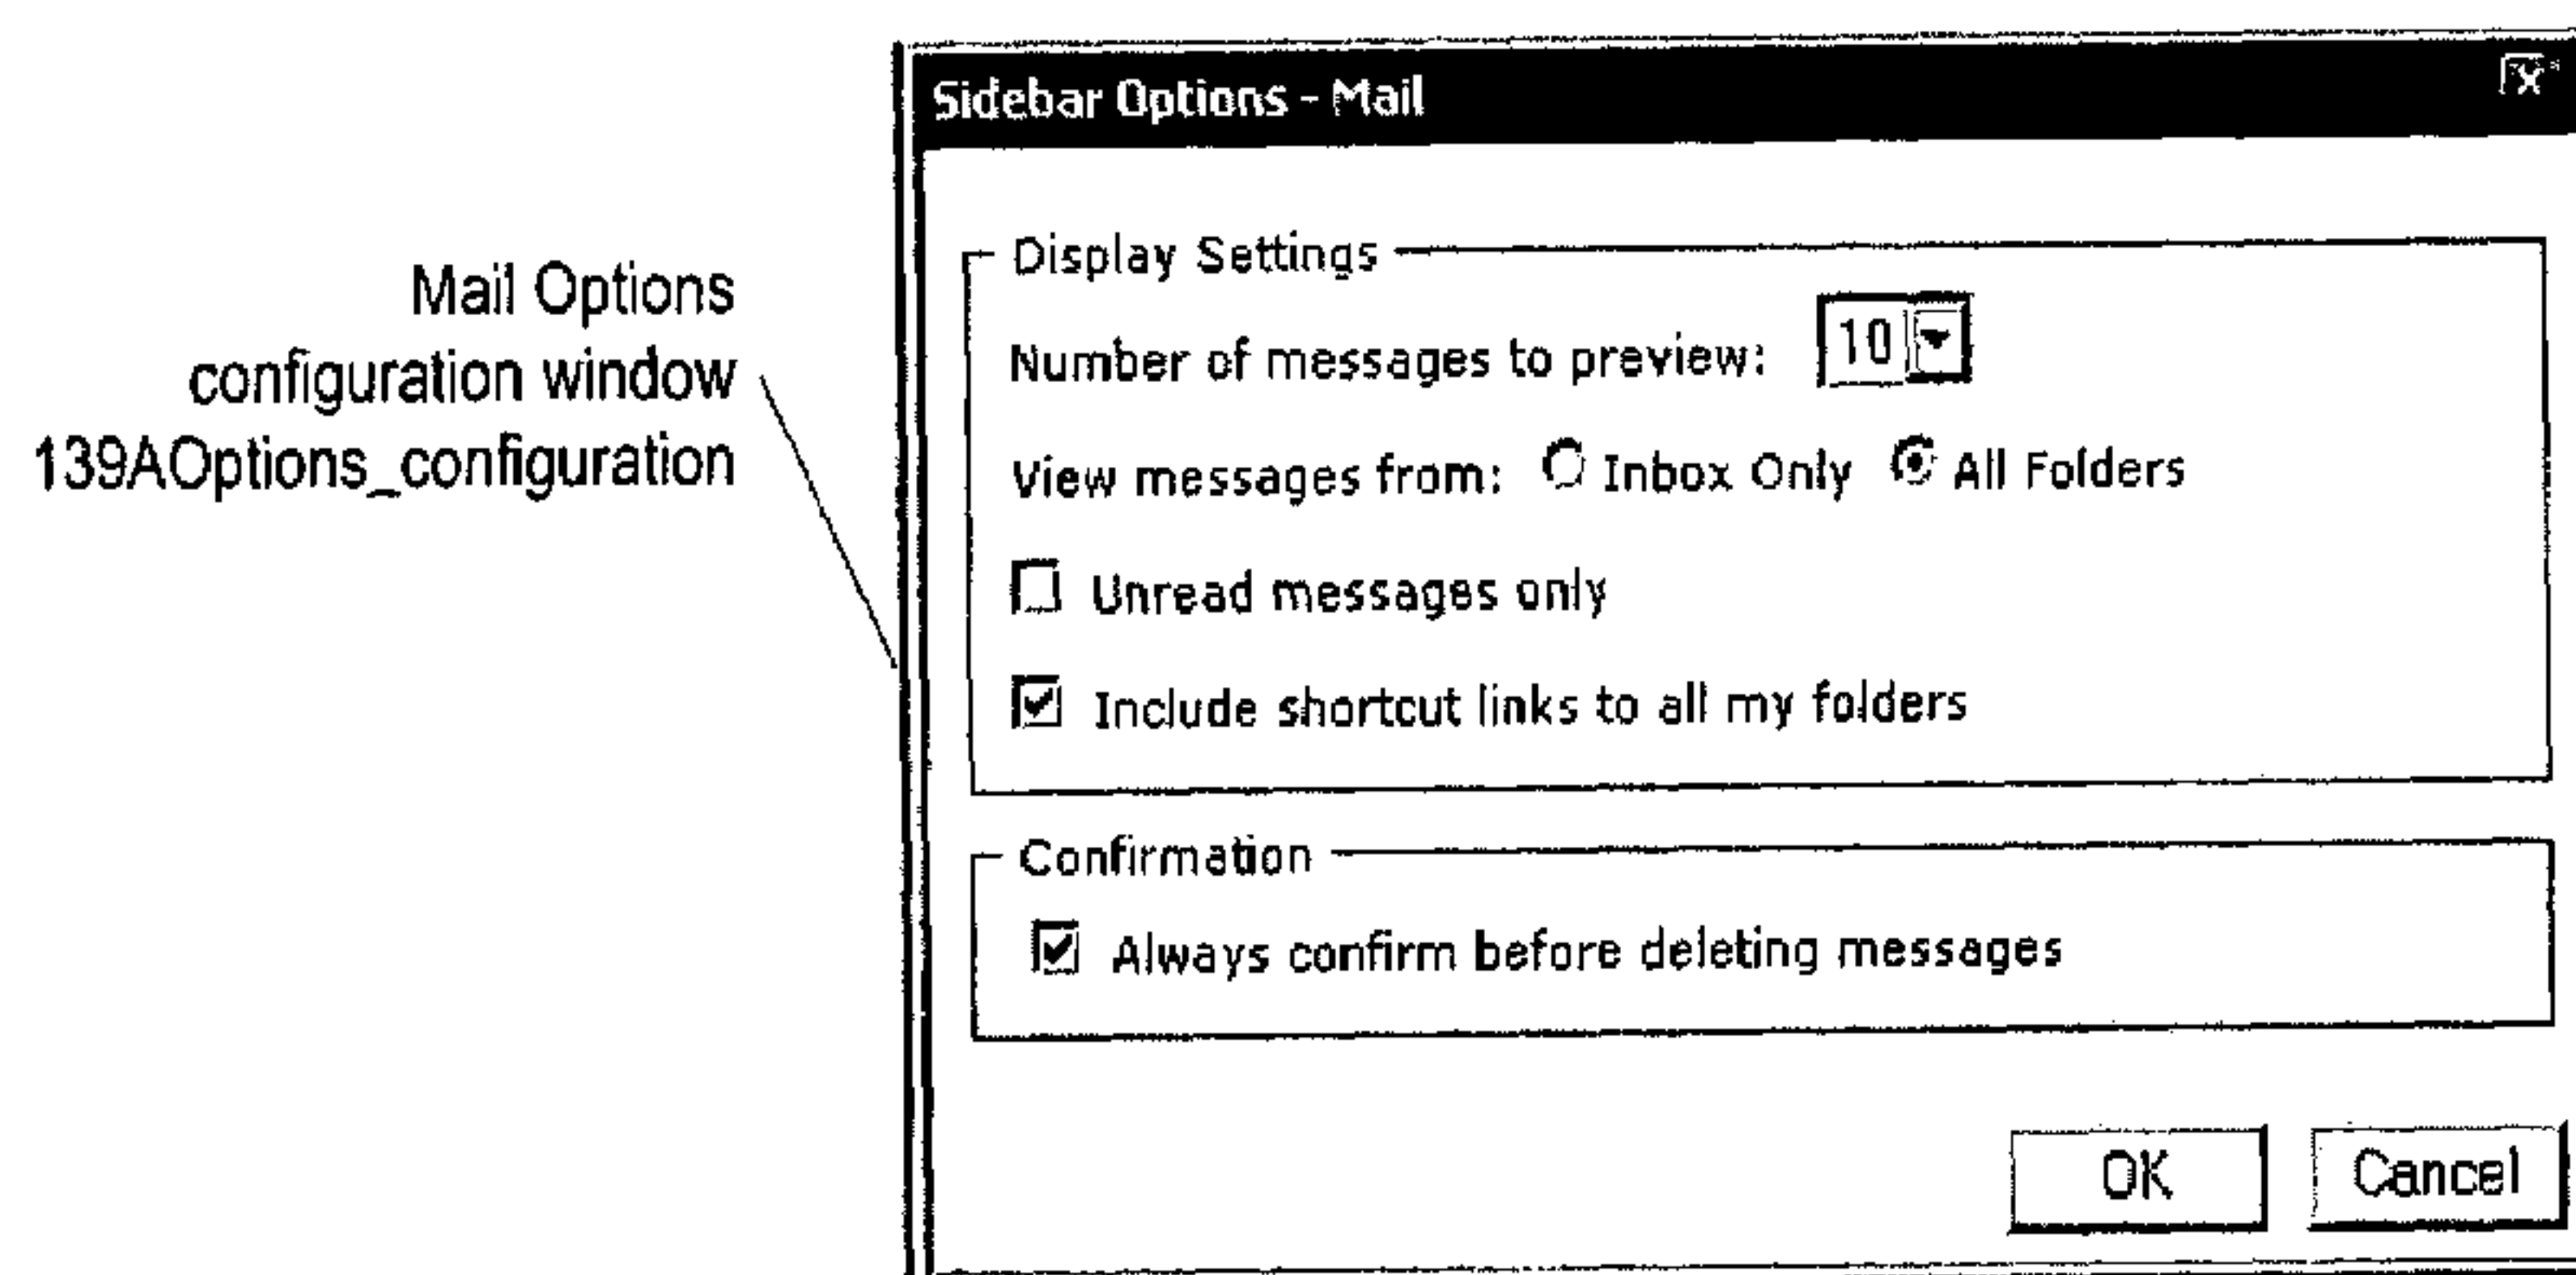 Sidebar Options - Mail
Mail Options
configuration window
139AOptions_configuration
Display Settings
Number of messages to preview: 10
View messages from: Inbox Only All Folders
Unread messages only
Include shortcut links to all my folders
Confirmation
Always confirm before deleting messages
OK Cancel